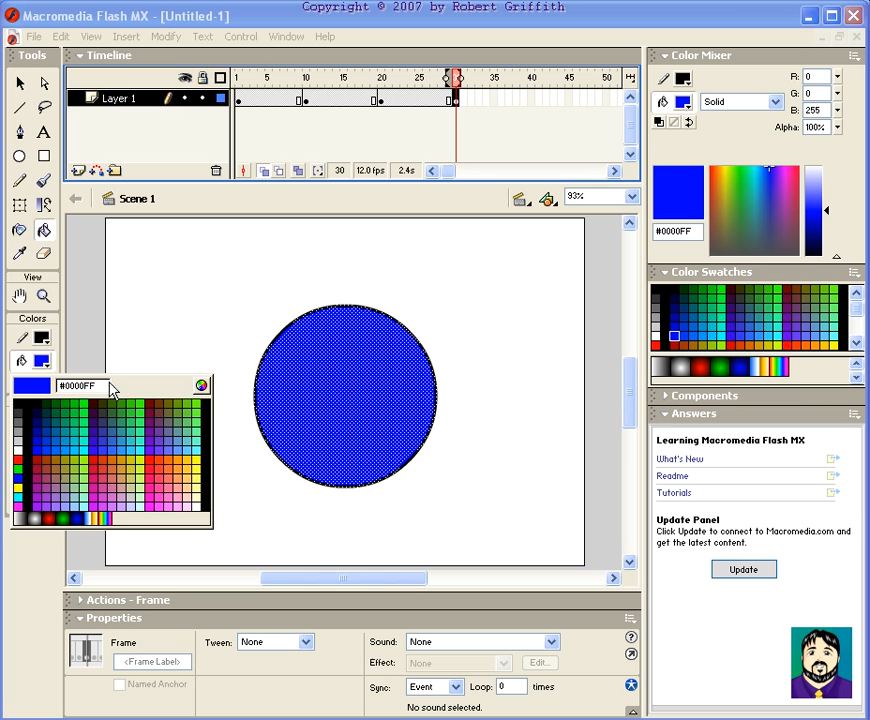 Copyright © 2007 by Robert Griffith
Macromedia Flash MX - [Untitled-1]
File Edit View Insert Modify Text Control Window Help
Tools
Timeline
1 5 10 15 20 25 30 35 40 45 50
Layer 1
30 12.0 fps 2.4s
Scene 1
93%
View
Colors
#0000FF
Color Mixer
R: 0
Solid
G: 0
B: 255
Alpha: 100%
#0000FF
Color Swatches
Components
Answers
Learning Macromedia Flash MX
What's New
Readme
Tutorials
Update Panel
Click Update to connect to Macromedia.com and
get the latest content.
Update
Actions - Frame
Properties
Frame
<Frame Label>
Named Anchor
Tween: None
Sound: None
Effect: None Edit...
Sync: Event Loop: 0 times
No sound selected.